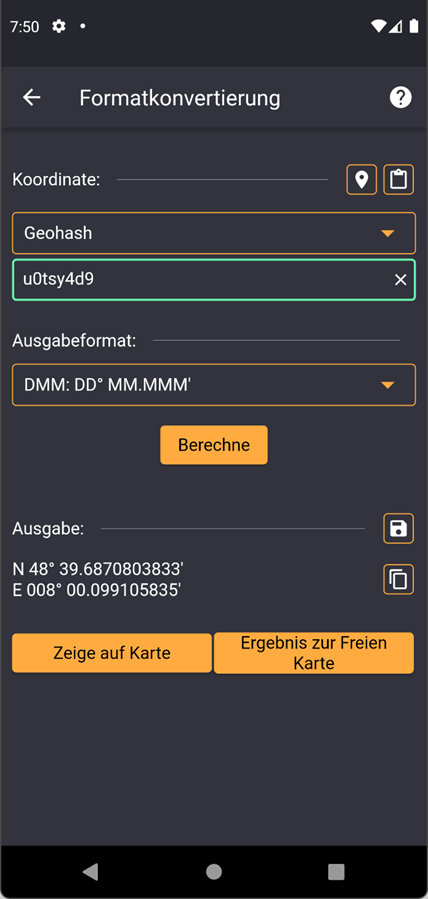 7:50
Formatkonvertierung
Koordinate:
Geohash
u0tsy4d9
Ausgabeformat:
DMM: DD° MM.MMM'
Berechne
Ausgabe:
N 48° 39.6870803833'
E 008° 00.099105835'
Zeige auf Karte
Ergebnis zur Freien
Karte